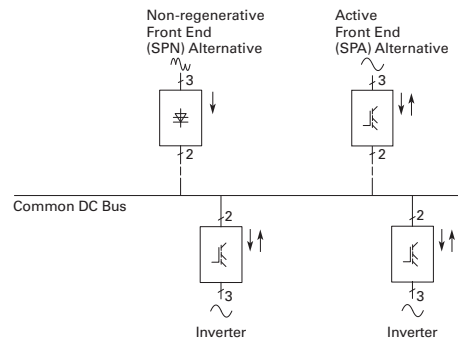 Non-regenerative
Front End
(SPN) Alternative
Active
Front End
(SPA) Alternative
3
3
2
2
Common DC Bus
2
2
3
3
Inverter
Inverter